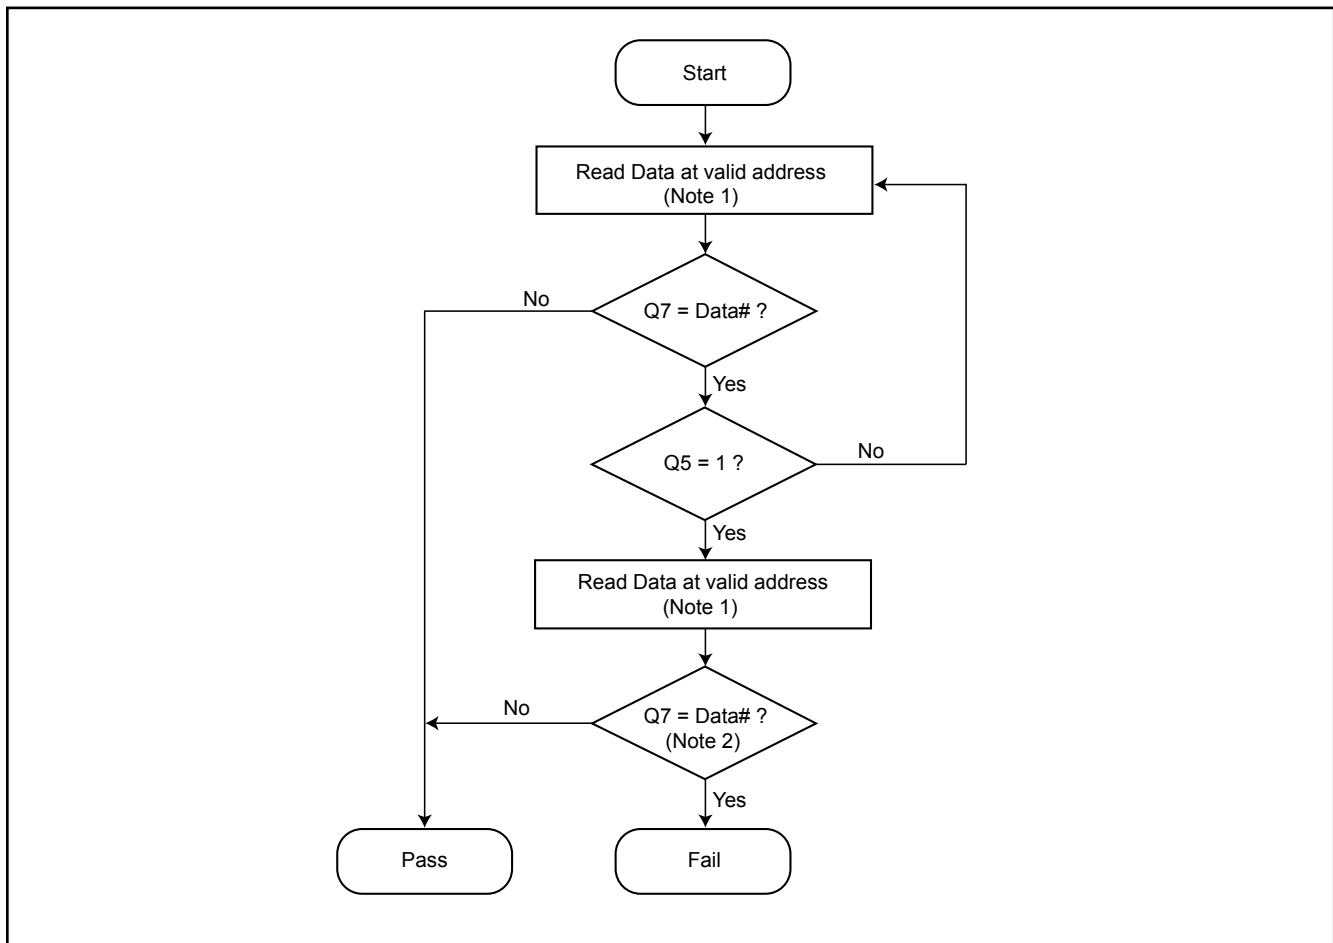 Start
Read Data at valid address
(Note 1)
Q7 = Data# ?
No
Yes
Q5 = 1 ?
No
Yes
Read Data at valid address
(Note 1)
No
Q7 = Data# ?
(Note 2)
Yes
Pass
Fail